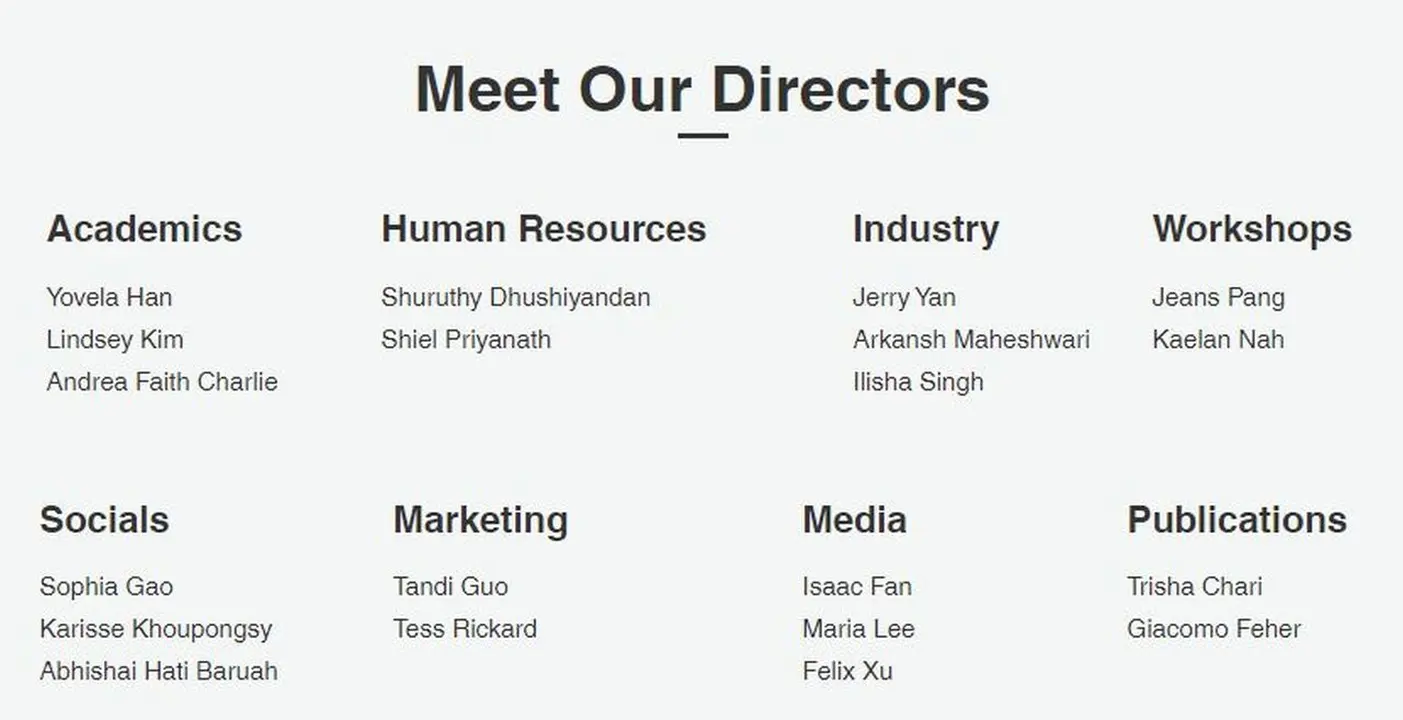 Meet Our Directors
Academics
Yovela Han
Lindsey Kim
Andrea Faith Charlie
Human Resources
Shuruthy Dhushiyandan
Shiel Priyanath
Industry
Jerry Yan
Arkansh Maheshwari
Ilisha Singh
Workshops
Jeans Pang
Kaelan Nah
Socials
Sophia Gao
Karisse Khoupongsy
Abhishai Hati Baruah
Marketing
Tandi Guo
Tess Rickard
Media
Isaac Fan
Maria Lee
Felix Xu
Publications
Trisha Chari
Giacomo Feher